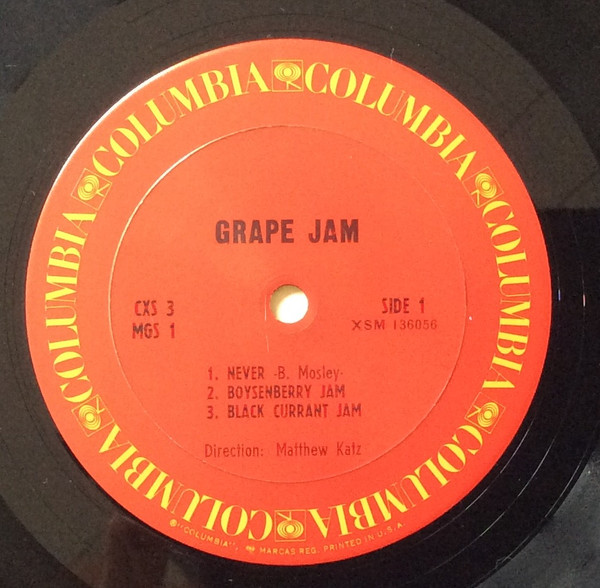 COLUMBIA COLUMBIA COLUMBIA COLUMBIA COLUMBIA COLUMBIA
GRAPE JAM
CXS 3
MGS 1
SIDE 1
XSM 136056
1. NEVER -B. Mosley-
2. BOYSENBERRY JAM
3. BLACK CURRANT JAM
Direction: Matthew Katz
®"COLUMBIA", MARCAS REG. PRINTED IN U.S.A.